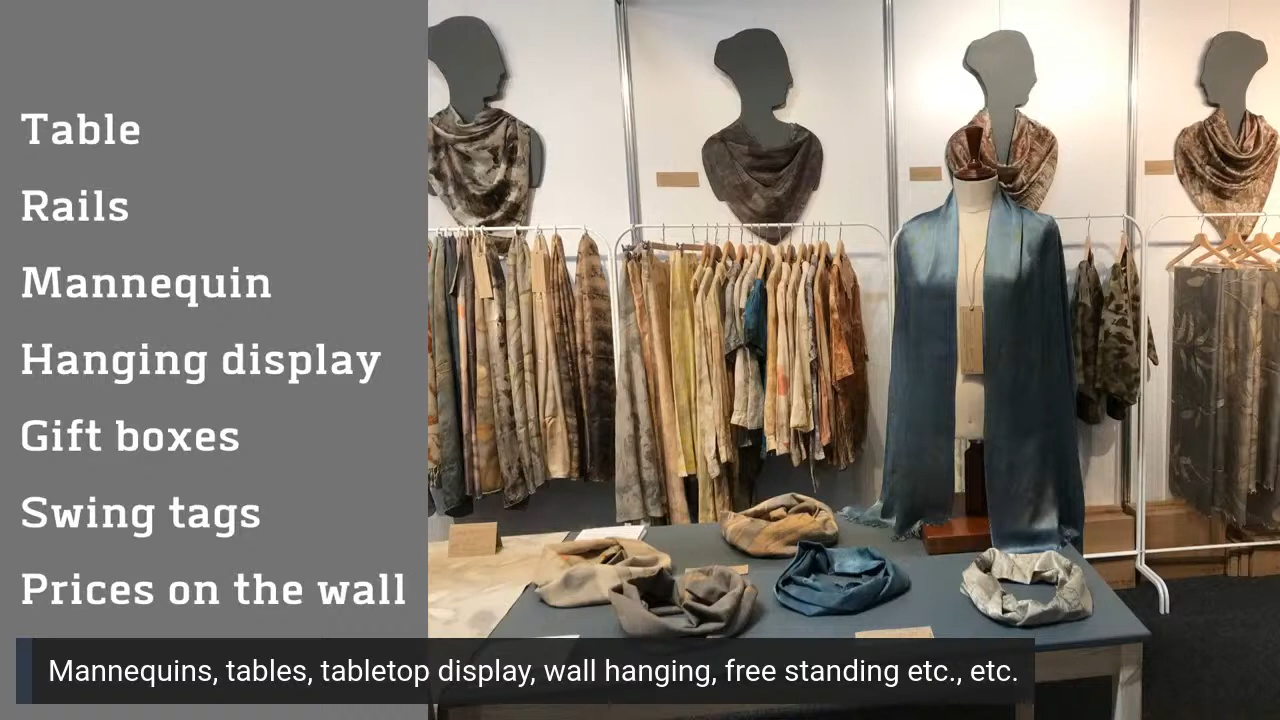 Table
Rails
Mannequin
Hanging display
Gift boxes
Swing tags
Prices on the wall
Mannequins, tables, tabletop display, wall hanging, free standing etc., etc.